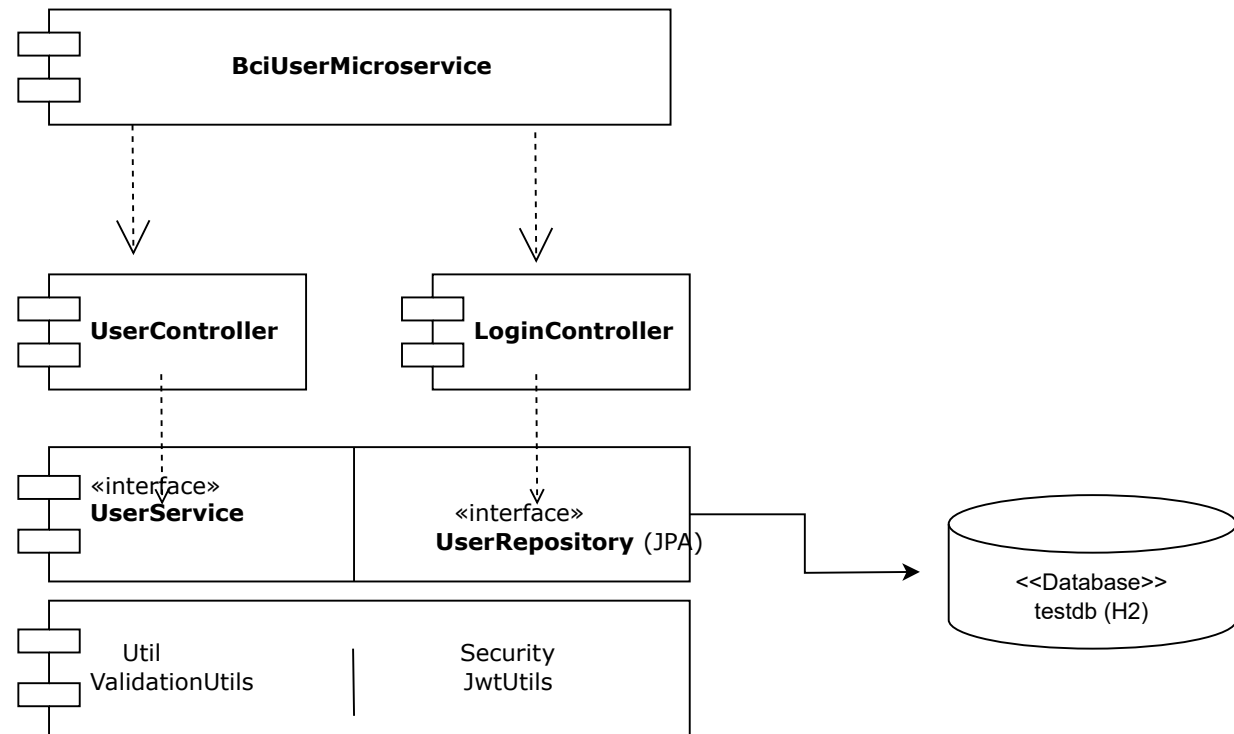 BciUserMicroservice
UserController
LoginController
«interface»
UserService
«interface»
UserRepository (JPA)
<<Database>>
testdb (H2)
Util
ValidationUtils
Security
JwtUtils